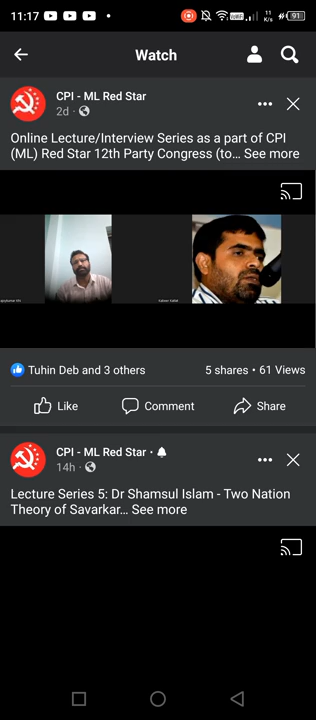 11:17
11
K/s
91
Watch
CPI - ML Red Star
2d ·
Online Lecture/Interview Series as a part of CPI
(ML) Red Star 12th Party Congress (to... See more
Tuhin Deb and 3 others
5 shares • 61 Views
Like
Comment
Share
CPI - ML Red Star ·
14h ·
Lecture Series 5: Dr Shamsul Islam - Two Nation
Theory of Savarkar... See more